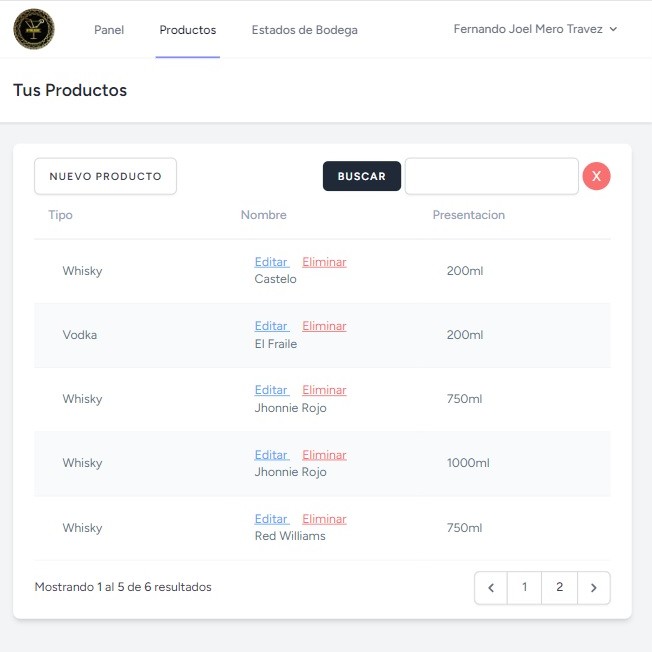 Panel Productos Estados de Bodega Fernando Joel Mero Travez
Tus Productos
NUEVO PRODUCTO BUSCAR X
Tipo Nombre Presentacion
Editar Eliminar
Whisky Castelo 200ml
Editar Eliminar
Vodka El Fraile 200ml
Editar Eliminar
Whisky Jhonnie Rojo 750ml
Editar Eliminar
Whisky Jhonnie Rojo 1000ml
Editar Eliminar
Whisky Red Williams 750ml
Mostrando 1 al 5 de 6 resultados 1 2